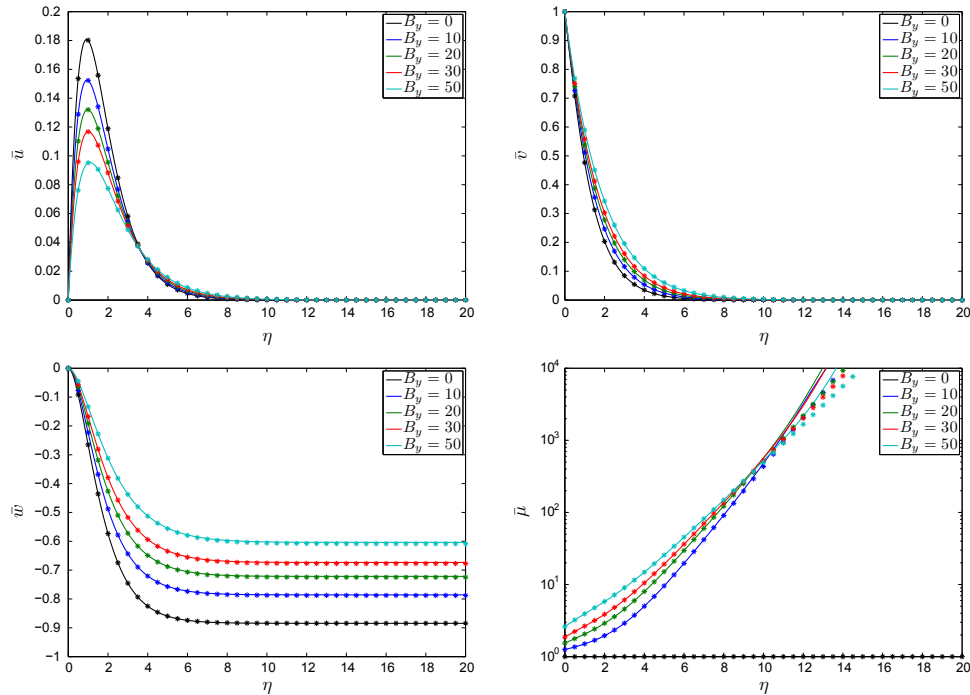 0.2
0.18
0.16
0.14
0.12
0.1
0.08
0.06
0.04
0.02
0
ū
0 2 4 6 8 10 12 14 16 18 20
η
B_y = 0
B_y = 10
B_y = 20
B_y = 30
B_y = 50
1
0.9
0.8
0.7
0.6
0.5
0.4
0.3
0.2
0.1
0
v̄
0 2 4 6 8 10 12 14 16 18 20
η
B_y = 0
B_y = 10
B_y = 20
B_y = 30
B_y = 50
0
−0.1
−0.2
−0.3
−0.4
−0.5
−0.6
−0.7
−0.8
−0.9
−1
w̄
0 2 4 6 8 10 12 14 16 18 20
η
B_y = 0
B_y = 10
B_y = 20
B_y = 30
B_y = 50
10^4
10^3
10^2
10^1
10^0
μ̄
0 2 4 6 8 10 12 14 16 18 20
η
B_y = 0
B_y = 10
B_y = 20
B_y = 30
B_y = 50